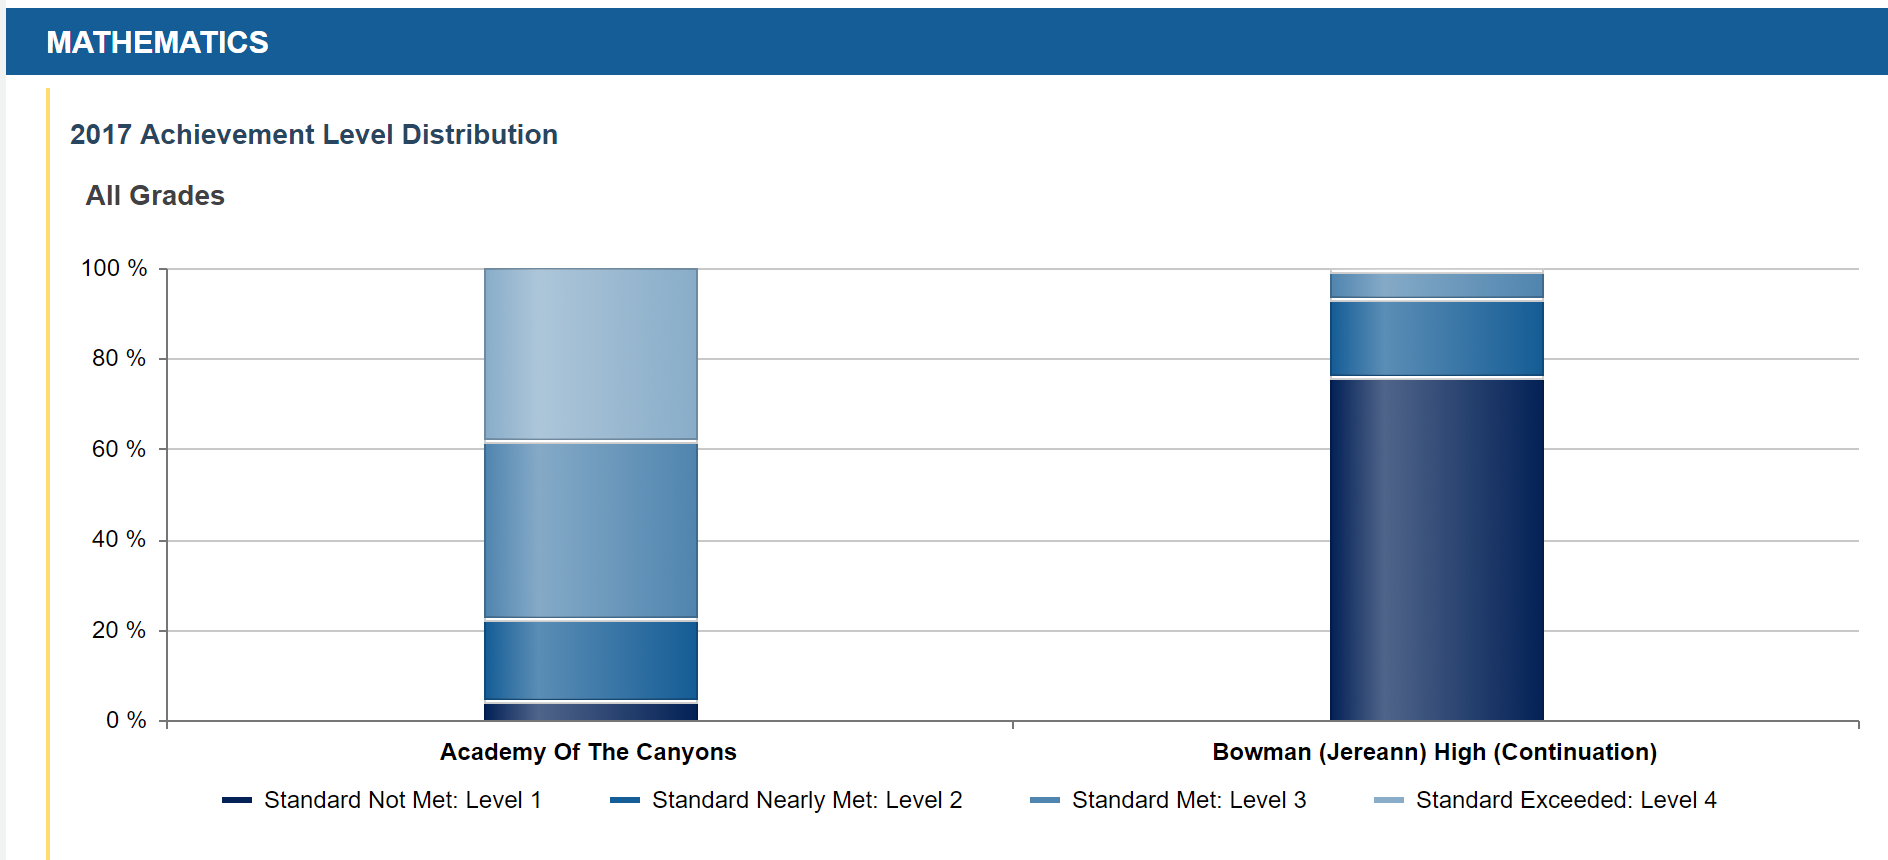 MATHEMATICS
2017 Achievement Level Distribution
All Grades
100 %
80 %
60 %
40 %
20 %
0 %
Academy Of The Canyons Bowman (Jereann) High (Continuation)
Standard Not Met: Level 1 Standard Nearly Met: Level 2 Standard Met: Level 3 Standard Exceeded: Level 4